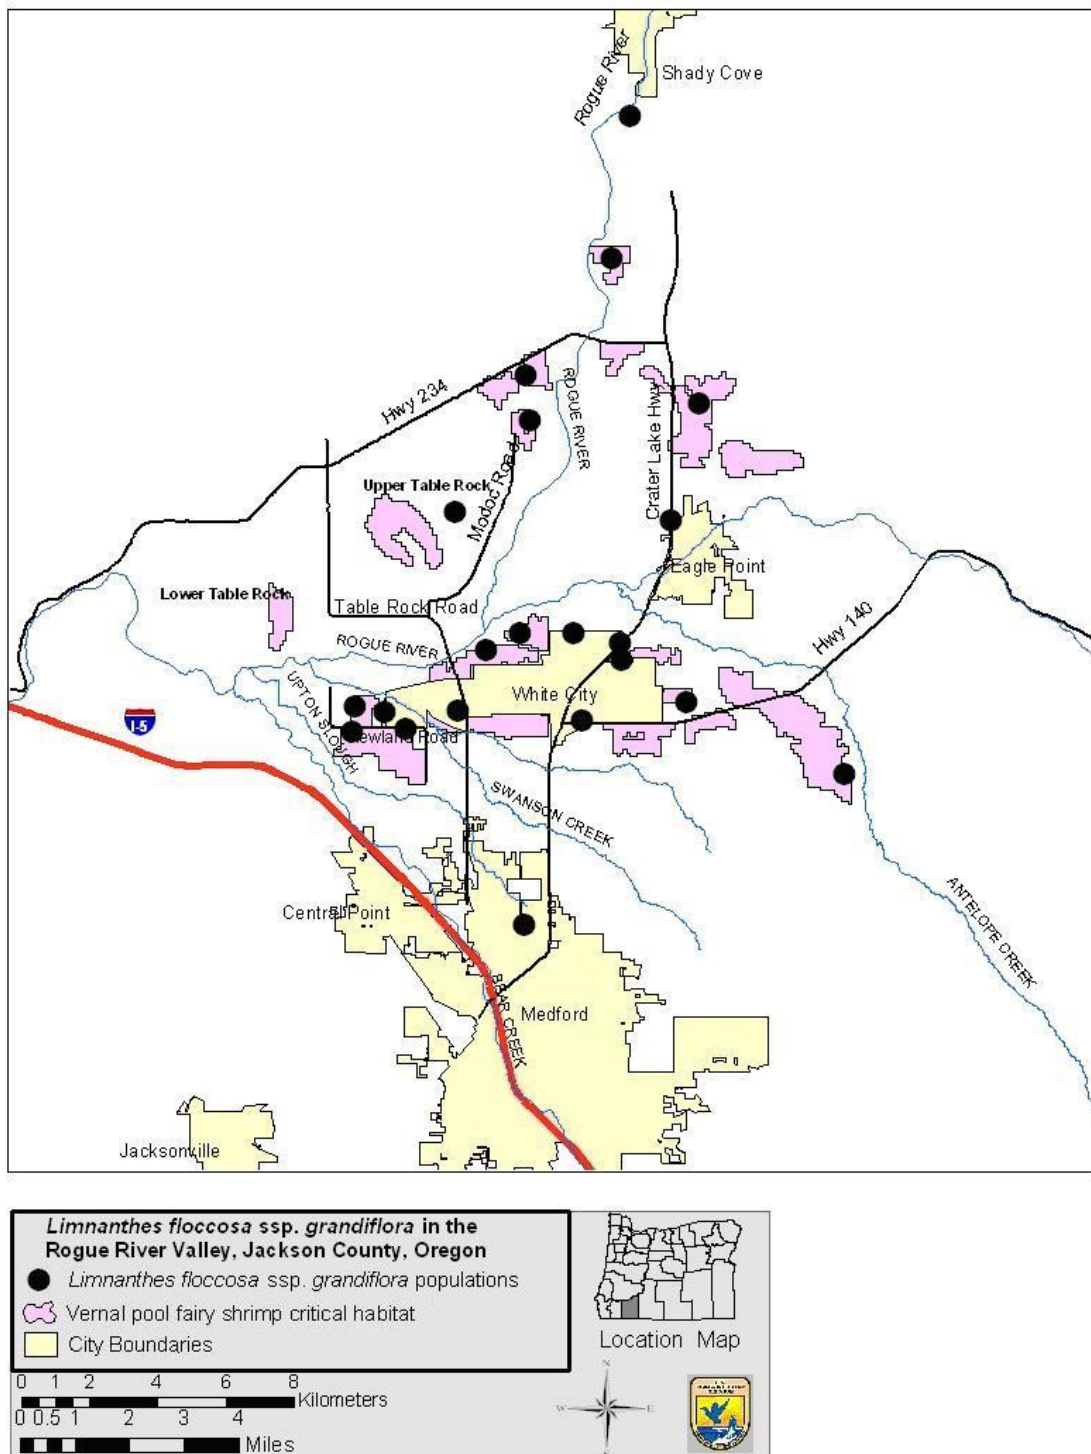 Rogue River
Shady Cove
Hwy 234
ROGUE RIVER
Crater Lake Hwy
Modoc Road
Upper Table Rock
Eagle Point
Lower Table Rock
Table Rock Road
Hwy 140
ROGUE RIVER
UPTON SLOUGH
White City
I-5
Newland Road
SWANSON CREEK
ANTELOPE CREEK
Central Point
BEAR CREEK
Medford
Jacksonville
Limnanthes floccosa ssp. grandiflora in the
Rogue River Valley, Jackson County, Oregon
Limnanthes floccosa ssp. grandiflora populations
Vernal pool fairy shrimp critical habitat
City Boundaries
Location Map
0 1 2 4 6 8
Kilometers
0 0.5 1 2 3 4
Miles
N
W E
S